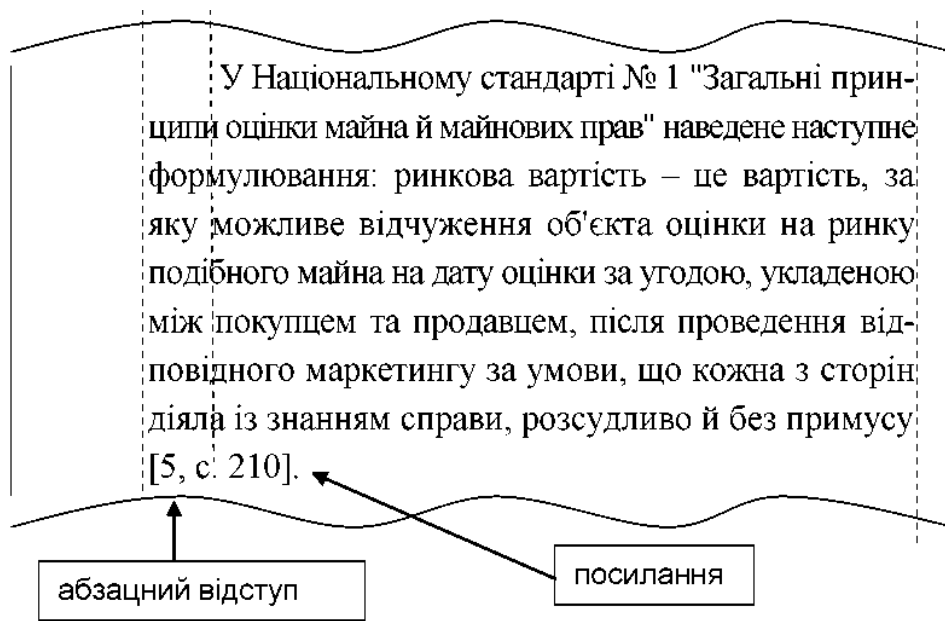 У Національному стандарті № 1 "Загальні прин-
ципи оцінки майна й майнових прав" наведене наступне
формулювання: ринкова вартість – це вартість, за
яку можливе відчуження об'єкта оцінки на ринку
подібного майна на дату оцінки за угодою, укладеною
між покупцем та продавцем, після проведення від-
повідного маркетингу за умови, що кожна з сторін
діяла із знанням справи, розсудливо й без примусу
[5, с. 210].
абзацний відступ
посилання